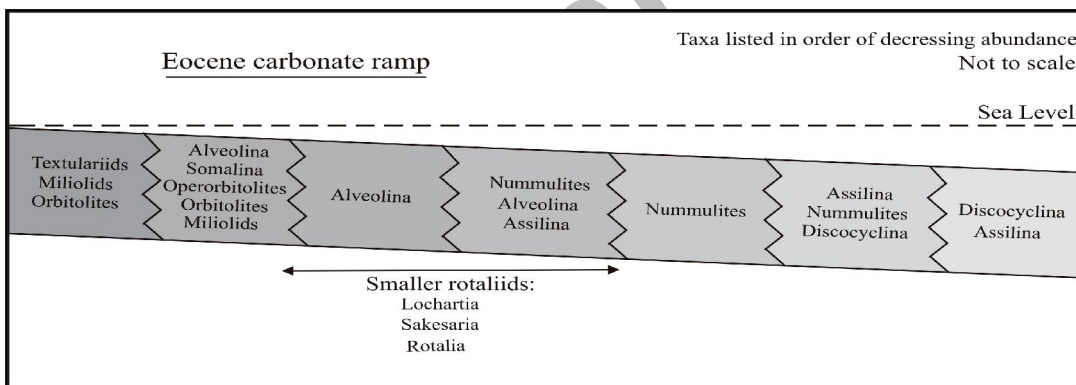 Taxa listed in order of decressing abundance
Not to scale
Eocene carbonate ramp
Sea Level
Textulariids
Miliolids
Orbitolites
Alveolina
Somalina
Operorbitolites
Orbitolites
Miliolids
Alveolina
Nummulites
Alveolina
Assilina
Nummulites
Assilina
Nummulites
Discocyclina
Discocyclina
Assilina
Smaller rotaliids:
Lochartia
Sakesaria
Rotalia